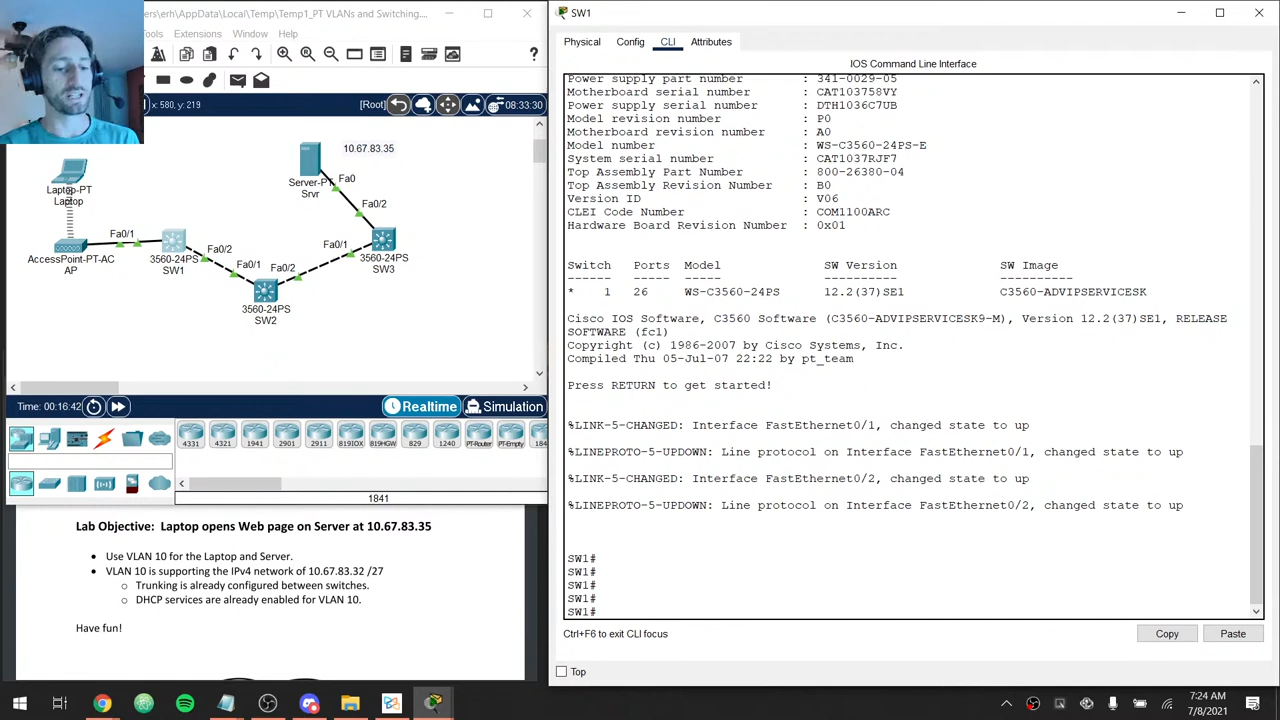 ers\erh\AppData\Local\Temp\Temp1_PT VLANs and Switching....
Tools Extensions Window Help
x: 580, y: 219
[Root] 08:33:30
10.67.83.35
Laptop-PT
Laptop
Server-PT
Srvr
Fa0
Fa0/2
Fa0/1
AccessPoint-PT-AC
AP
3560-24PS
SW1
Fa0/2
Fa0/1
Fa0/2
Fa0/1
3560-24PS
SW3
3560-24PS
SW2
Time: 00:16:42
Realtime
Simulation
4331 4321 1941 2901 2911 819IOX 819HGW 829 1240 PT-Router PT-Empty 184
1841
Lab Objective: Laptop opens Web page on Server at 10.67.83.35
• Use VLAN 10 for the Laptop and Server.
• VLAN 10 is supporting the IPv4 network of 10.67.83.32 /27
o Trunking is already configured between switches.
o DHCP services are already enabled for VLAN 10.
Have fun!
SW1
Physical Config CLI Attributes
IOS Command Line Interface
Power supply part number : 341-0029-05
Motherboard serial number : CAT103758VY
Power supply serial number : DTH1036C7UB
Model revision number : P0
Motherboard revision number : A0
Model number : WS-C3560-24PS-E
System serial number : CAT1037RJF7
Top Assembly Part Number : 800-26380-04
Top Assembly Revision Number : B0
Version ID : V06
CLEI Code Number : COM1100ARC
Hardware Board Revision Number : 0x01
Switch Ports Model SW Version SW Image
------ ----- ----- ---------- ----------
* 1 26 WS-C3560-24PS 12.2(37)SE1 C3560-ADVIPSERVICESK
Cisco IOS Software, C3560 Software (C3560-ADVIPSERVICESK9-M), Version 12.2(37)SE1, RELEASE
SOFTWARE (fc1)
Copyright (c) 1986-2007 by Cisco Systems, Inc.
Compiled Thu 05-Jul-07 22:22 by pt_team
Press RETURN to get started!
%LINK-5-CHANGED: Interface FastEthernet0/1, changed state to up
%LINEPROTO-5-UPDOWN: Line protocol on Interface FastEthernet0/1, changed state to up
%LINK-5-CHANGED: Interface FastEthernet0/2, changed state to up
%LINEPROTO-5-UPDOWN: Line protocol on Interface FastEthernet0/2, changed state to up
SW1#
SW1#
SW1#
SW1#
SW1#
Ctrl+F6 to exit CLI focus
Copy
Paste
Top
7:24 AM
7/8/2021